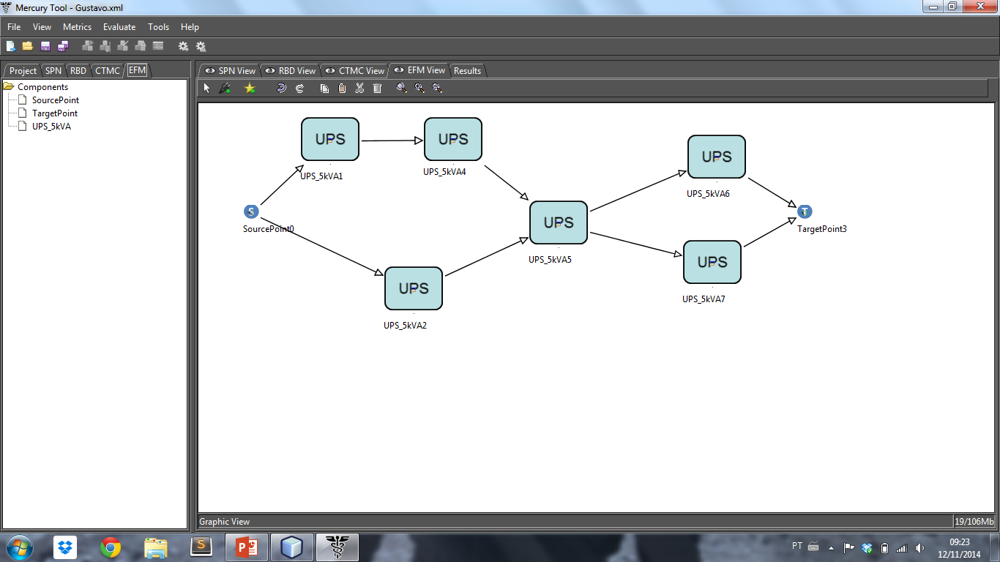 Mercury Tool - Gustavo.xml
File View Metrics Evaluate Tools Help
Project SPN RBD CTMC EFM
SPN View RBD View CTMC View EFM View Results
Components
SourcePoint
TargetPoint
UPS_5kVA
UPS
UPS_5kVA1
UPS
UPS_5kVA4
UPS
UPS_5kVA6
S
SourcePoint0
UPS
UPS_5kVA5
T
TargetPoint3
UPS
UPS_5kVA7
UPS
UPS_5kVA2
Graphic View
19/106Mb
S
P
PT
09:23
12/11/2014